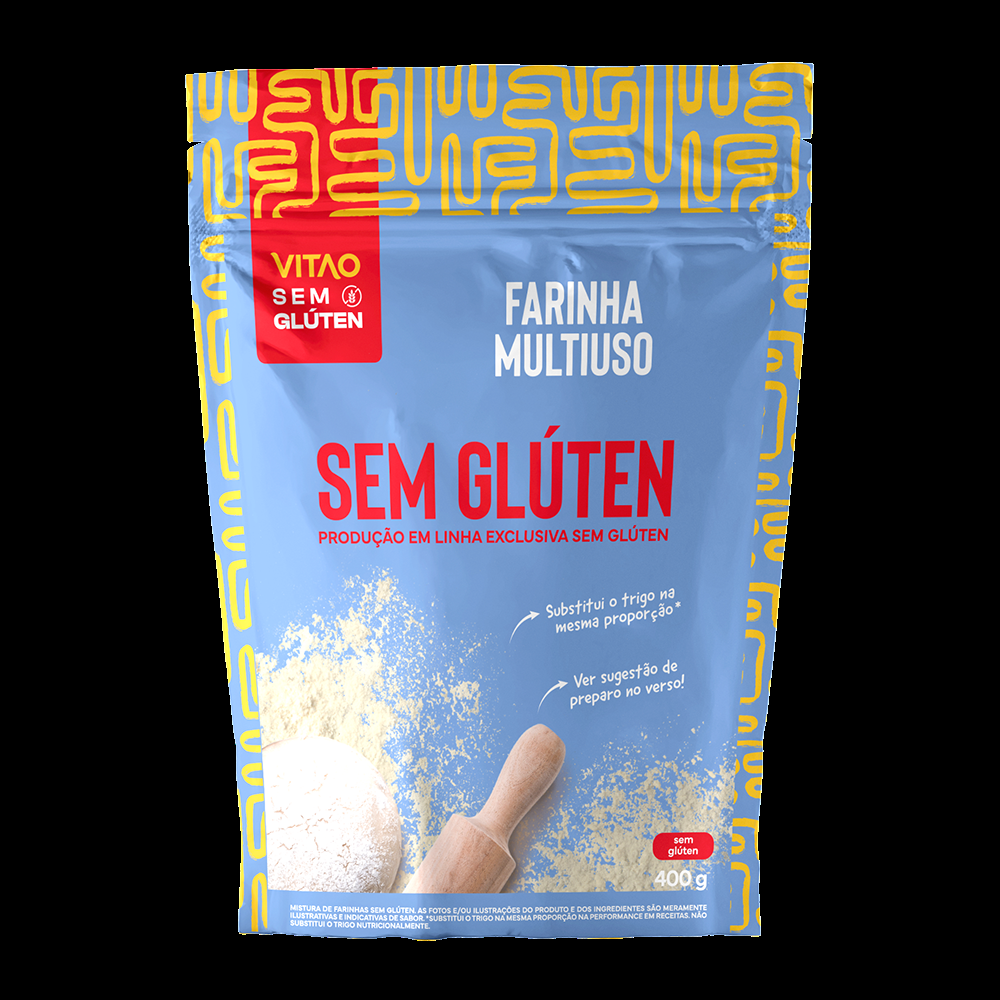 VITAO
SEM
GLÚTEN
FARINHA
MULTIUSO
SEM GLÚTEN
PRODUÇÃO EM LINHA EXCLUSIVA SEM GLÚTEN
Substitui o trigo na
mesma proporção*
Ver sugestão de
preparo no verso!
sem
glúten
400 g
MISTURA DE FARINHAS SEM GLÚTEN. AS FOTOS E/OU ILUSTRAÇÕES DO PRODUTO E DOS INGREDIENTES SÃO MERAMENTE
ILUSTRATIVAS E INDICATIVAS DE SABOR. *SUBSTITUI O TRIGO NA MESMA PROPORÇÃO NA PERFORMANCE EM RECEITAS. NÃO
SUBSTITUI O TRIGO NUTRICIONALMENTE.